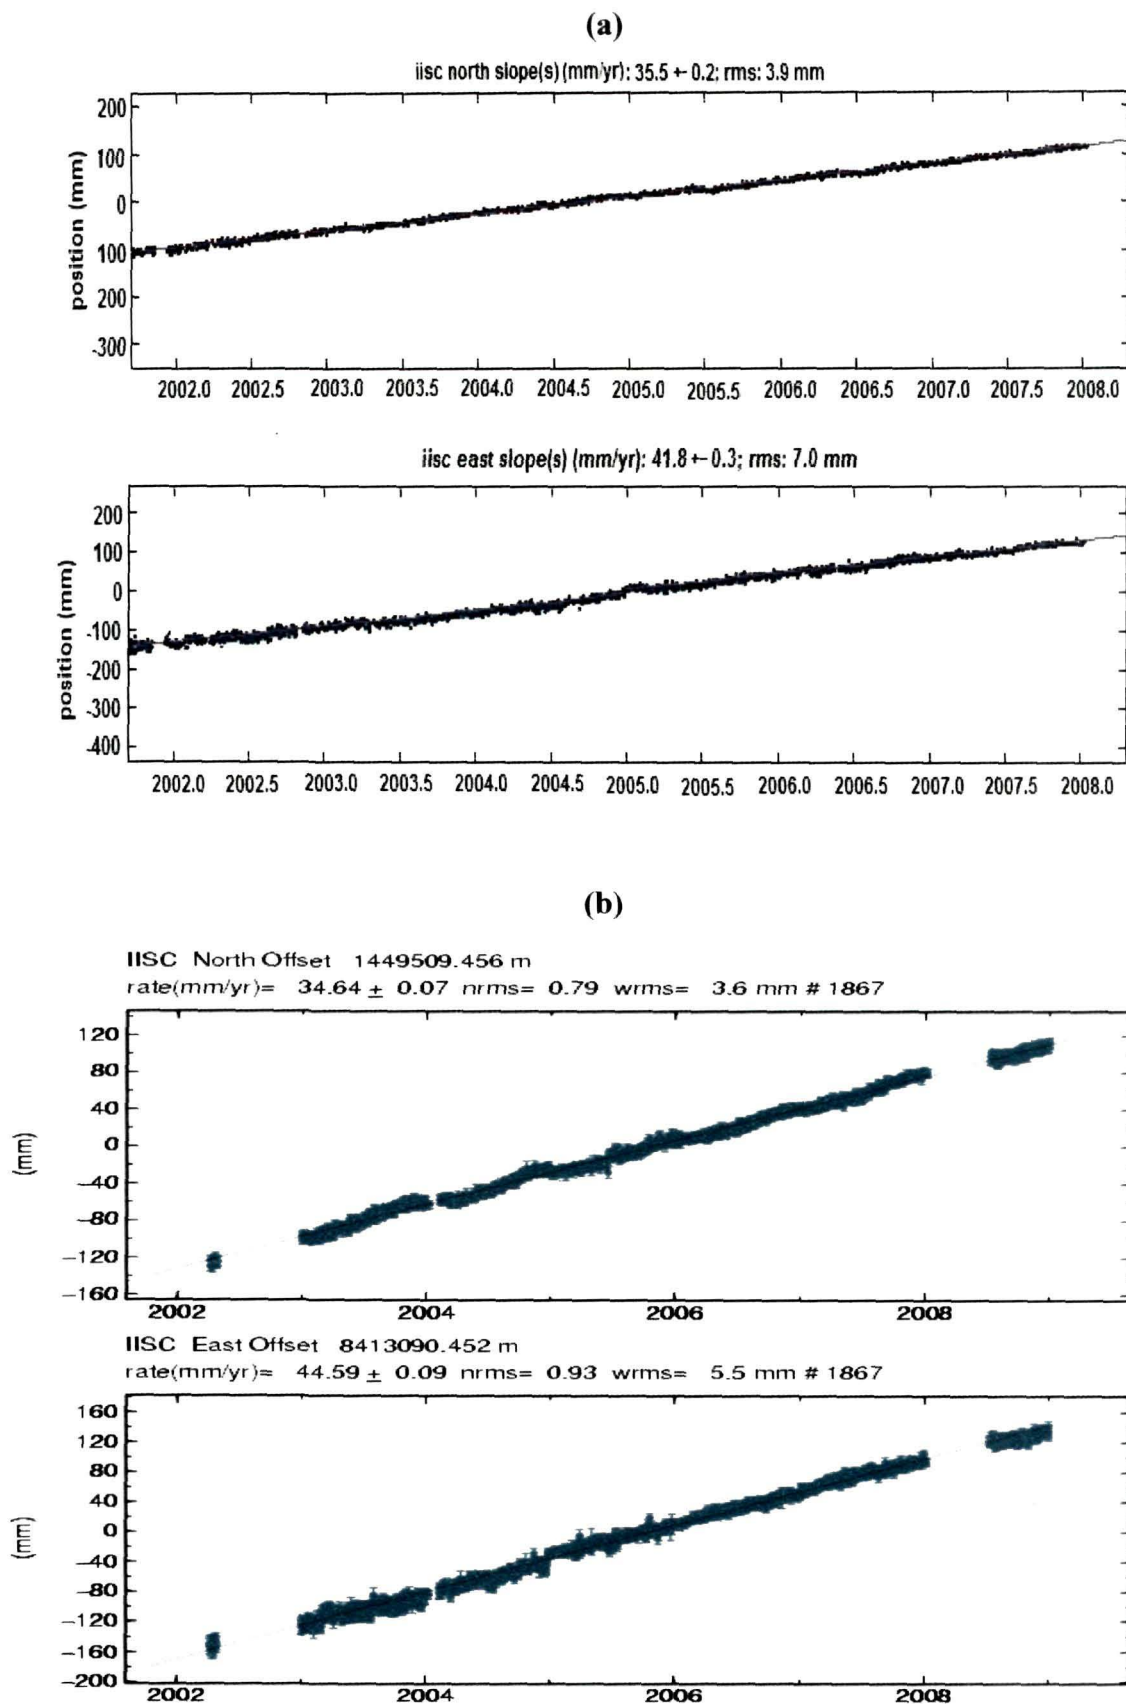 (a)
iisc north slope(s) (mm/yr): 35.5 +- 0.2; rms: 3.9 mm
200
100
0
100
200
-300
position (mm)
2002.0 2002.5 2003.0 2003.5 2004.0 2004.5 2005.0 2005.5 2006.0 2006.5 2007.0 2007.5 2008.0
iisc east slope(s) (mm/yr): 41.8 +- 0.3; rms: 7.0 mm
200
100
0
-100
-200
-300
-400
position (mm)
2002.0 2002.5 2003.0 2003.5 2004.0 2004.5 2005.0 2005.5 2006.0 2006.5 2007.0 2007.5 2008.0
(b)
IISC North Offset 1449509.456 m
rate(mm/yr)= 34.64 ± 0.07 nrms= 0.79 wrms= 3.6 mm # 1867
120
80
40
0
-40
-80
-120
-160
(mm)
2002 2004 2006 2008
IISC East Offset 8413090.452 m
rate(mm/yr)= 44.59 ± 0.09 nrms= 0.93 wrms= 5.5 mm # 1867
160
120
80
40
0
-40
-80
-120
-160
-200
(mm)
2002 2004 2006 2008